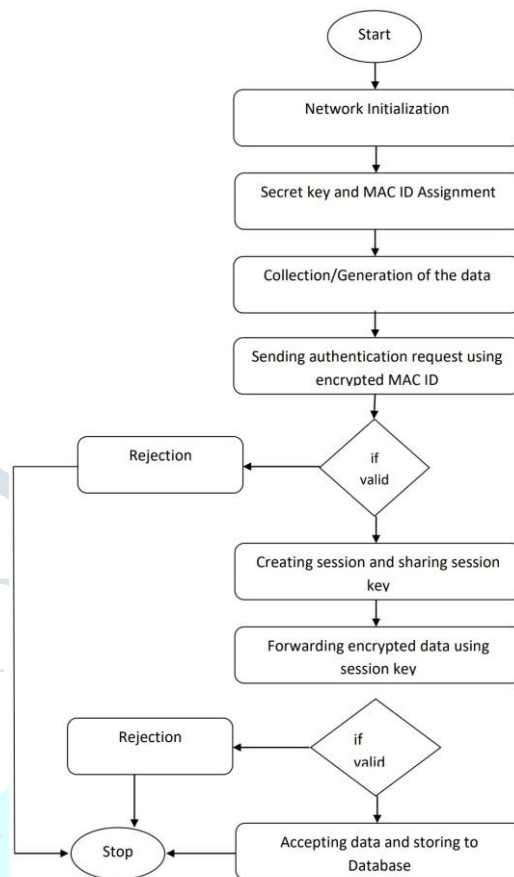 Start
Network Initialization
Secret key and MAC ID Assignment
Collection/Generation of the data
Sending authentication request using
encrypted MAC ID
if
valid
Rejection
Creating session and sharing session
key
Forwarding encrypted data using
session key
if
valid
Rejection
Accepting data and storing to
Database
Stop